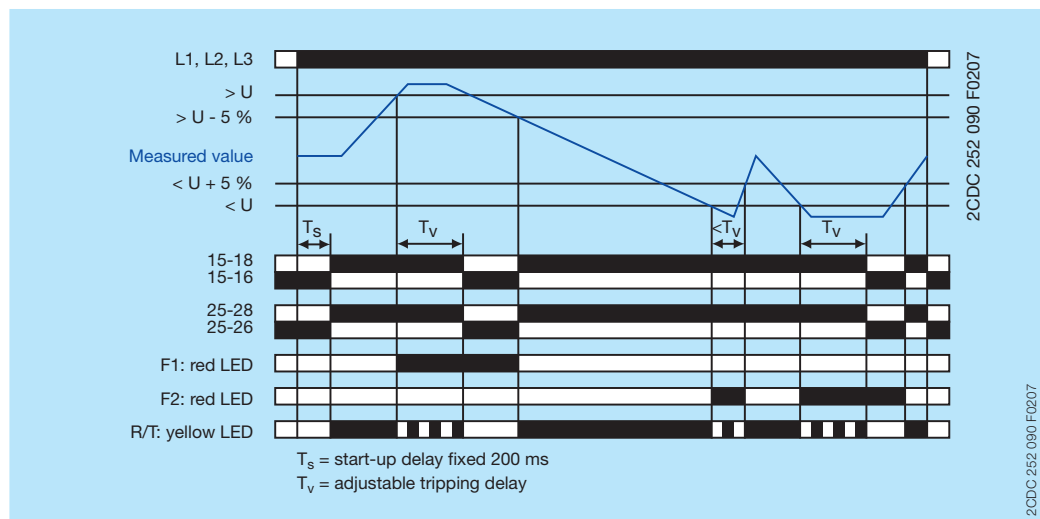 L1, L2, L3
> U
> U - 5 %
Measured value
< U + 5 %
< U
Ts
Tv
<Tv
Tv
15-18
15-16
25-28
25-26
F1: red LED
F2: red LED
R/T: yellow LED
Ts = start-up delay fixed 200 ms
Tv = adjustable tripping delay
2CDC 252 090 F0207
2CDC 252 090 F0207